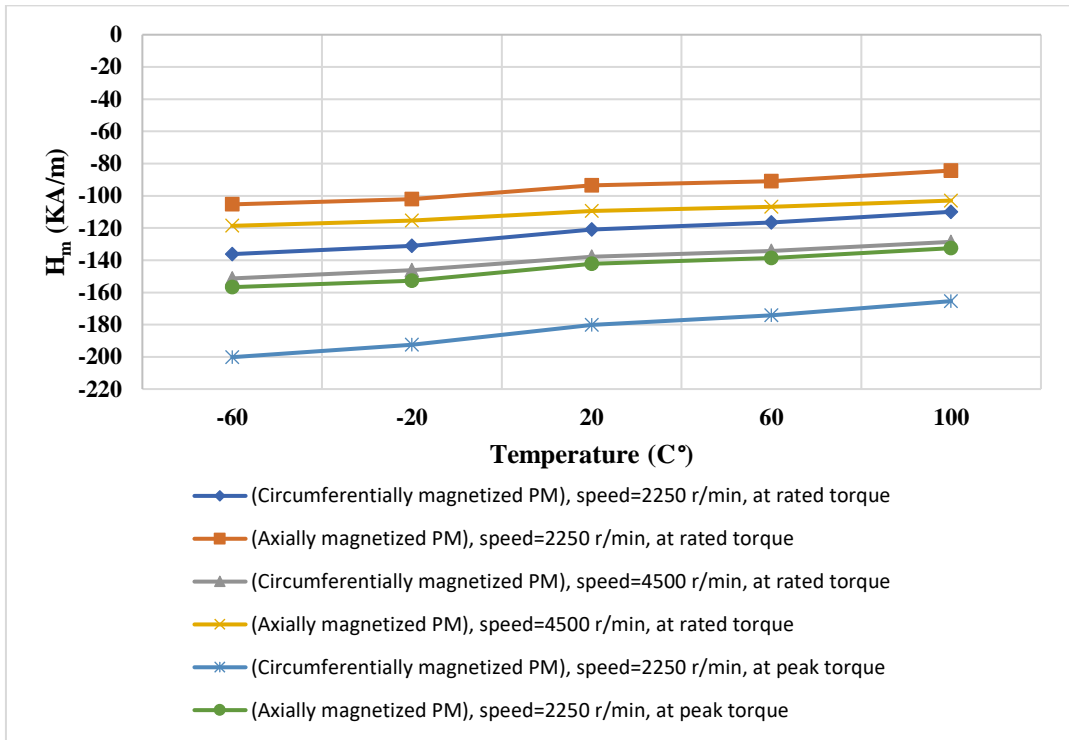 0
-20
-40
-60
-80
-100
-120
-140
-160
-180
-200
-220
H_m (KA/m)
-60 -20 20 60 100
Temperature (C°)
(Circumferentially magnetized PM), speed=2250 r/min, at rated torque
(Axially magnetized PM), speed=2250 r/min, at rated torque
(Circumferentially magnetized PM), speed=4500 r/min, at rated torque
(Axially magnetized PM), speed=4500 r/min, at rated torque
(Circumferentially magnetized PM), speed=2250 r/min, at peak torque
(Axially magnetized PM), speed=2250 r/min, at peak torque